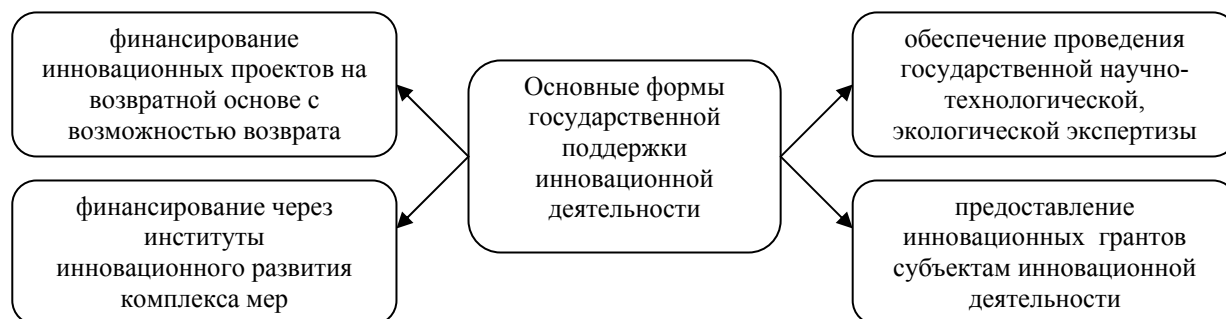 финансирование
инновационных проектов на
возвратной основе с
возможностью возврата
финансирование через
институты
инновационного развития
комплекса мер
Основные формы
государственной
поддержки
инновационной
деятельности
обеспечение проведения
государственной научно-
технологической,
экологической экспертизы
предоставление
инновационных грантов
субъектам инновационной
деятельности